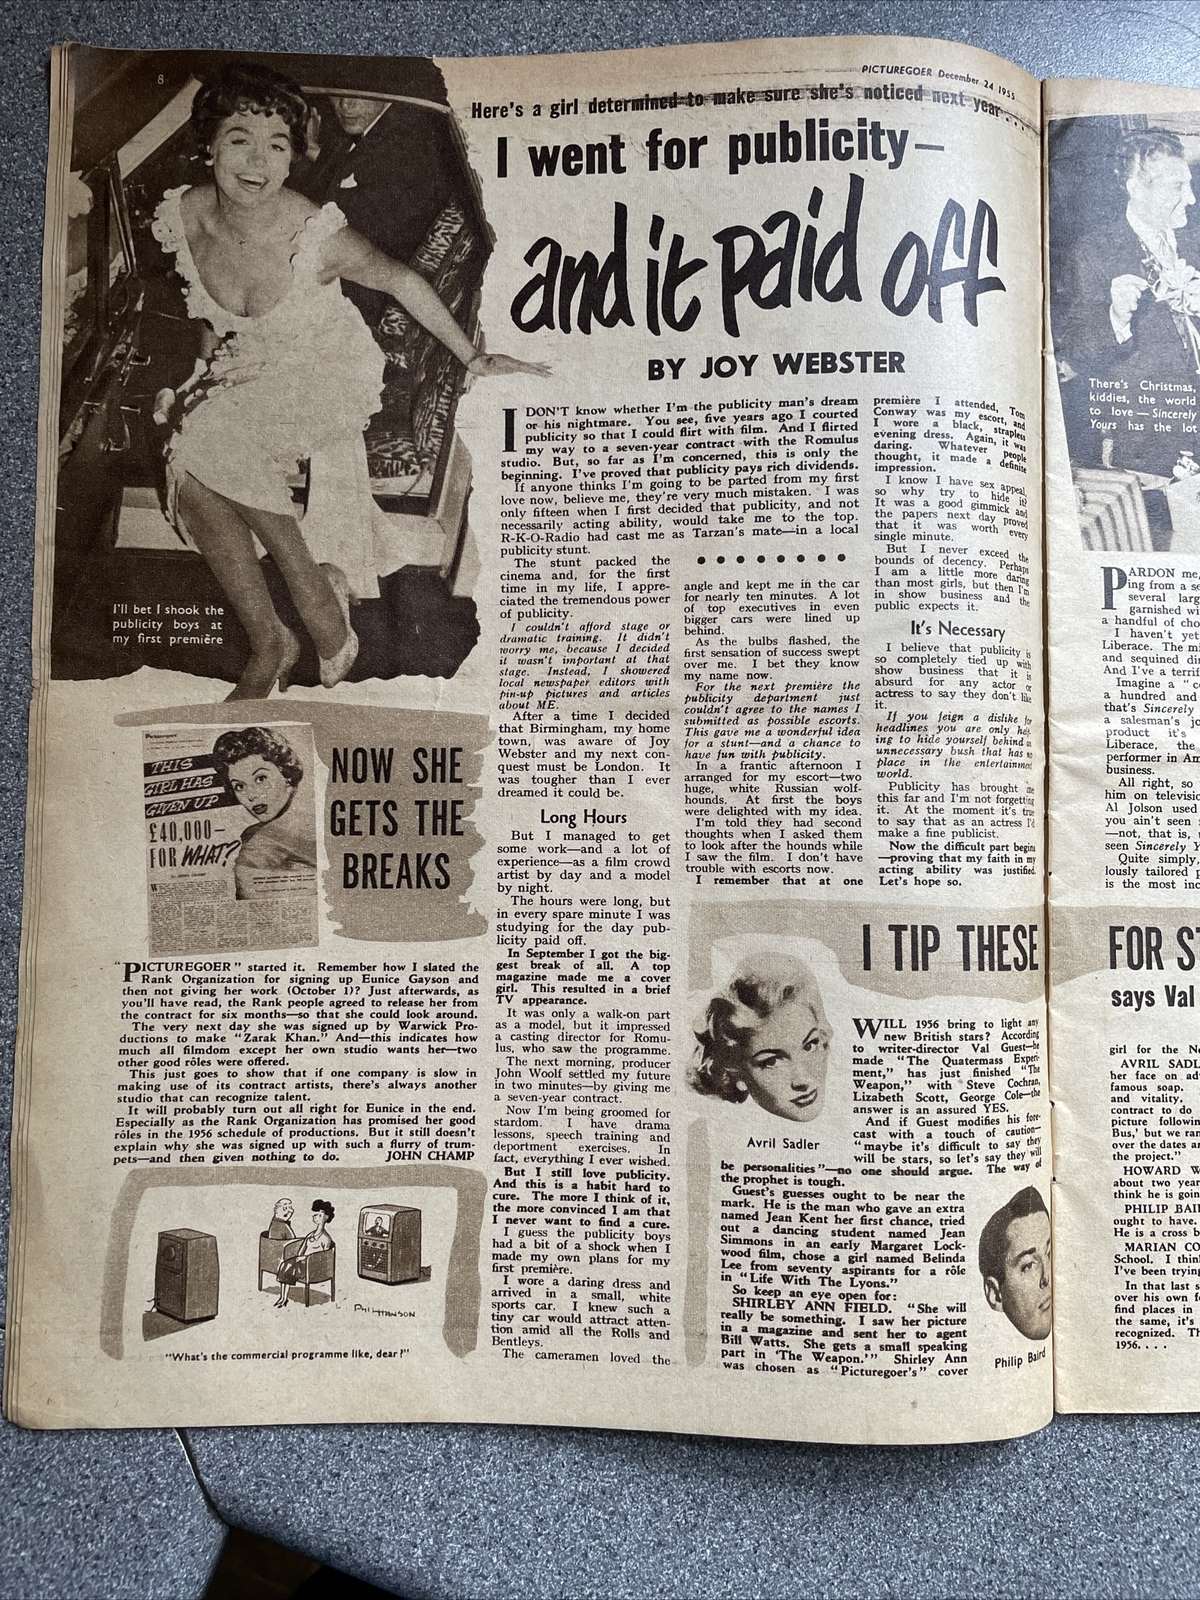 8
PICTUREGOER December 24 1955
Here's a girl determined to make sure she's noticed next year....
I went for publicity—
and it paid off
BY JOY WEBSTER
I DON'T know whether I'm the publicity man's dream
or his nightmare. You see, five years ago I courted
publicity so that I could flirt with film. And I flirted
my way to a seven-year contract with the Romulus
studio. But, so far as I'm concerned, this is only the
beginning. I've proved that publicity pays rich dividends.
If anyone thinks I'm going to be parted from my first
love now, believe me, they're very much mistaken. I was
only fifteen when I first decided that publicity, and not
necessarily acting ability, would take me to the top.
R-K-O-Radio had cast me as Tarzan's mate—in a local
publicity stunt.
The stunt packed the
cinema and, for the first
time in my life, I appre-
ciated the tremendous power
of publicity.
I couldn't afford stage or
dramatic training. It didn't
worry me, because I decided
it wasn't important at that
stage. Instead, I showered
local newspaper editors with
pin-up pictures and articles
about ME.
After a time I decided
that Birmingham, my home
town, was aware of Joy
Webster and my next con-
quest must be London. It
was tougher than I ever
dreamed it could be.
Long Hours
But I managed to get
some work—and a lot of
experience—as a film crowd
artist by day and a model
by night.
The hours were long, but
in every spare minute I was
studying for the day pub-
licity paid off.
In September I got the big-
gest break of all. A top
magazine made me a cover
girl. This resulted in a brief
TV appearance.
It was only a walk-on part
as a model, but it impressed
a casting director for Romu-
lus, who saw the programme.
The next morning, producer
John Woolf settled my future
in two minutes—by giving me
a seven-year contract.
Now I'm being groomed for
stardom. I have drama
lessons, speech training and
deportment exercises. In
fact, everything I ever wished.
But I still love publicity.
And this is a habit hard to
cure. The more I think of it,
the more convinced I am that
I never want to find a cure.
I guess the publicity boys
had a bit of a shock when I
made my own plans for my
first première.
I wore a daring dress and
arrived in a small, white
sports car. I knew such a
tiny car would attract atten-
tion amid all the Rolls and
Bentleys.
The cameramen loved the
angle and kept me in the car
for nearly ten minutes. A lot
of top executives in even
bigger cars were lined up
behind.
As the bulbs flashed, the
first sensation of success swept
over me. I bet they know
my name now.
For the next première the
publicity department just
couldn't agree to the names I
submitted as possible escorts.
This gave me a wonderful idea
for a stunt—and a chance to
have fun with publicity.
In a frantic afternoon I
arranged for my escort—two
huge, white Russian wolf-
hounds. At first the boys
were delighted with my idea.
I'm told they had second
thoughts when I asked them
to look after the hounds while
I saw the film. I don't have
trouble with escorts now.
I remember that at one
première I attended, Tom
Conway was my escort, and
I wore a black, strapless
evening dress. Again, it was
daring. Whatever people
thought, it made a definite
impression.
I know I have sex appeal,
so why try to hide it?
It was a good gimmick and
the papers next day proved
that it was worth every
single minute.
But I never exceed the
bounds of decency. Perhaps
I am a little more daring
than most girls, but then I'm
in show business and the
public expects it.
It's Necessary
I believe that publicity is
so completely tied up with
show business that it is
absurd for any actor or
actress to say they don't like
it.
If you feign a dislike for
headlines you are only help-
ing to hide yourself behind an
unnecessary bush that has no
place in the entertainment
world.
Publicity has brought me
this far and I'm not forgetting
it. At the moment it's true
to say that as an actress I'd
make a fine publicist.
Now the difficult part begins
—proving that my faith in my
acting ability was justified.
Let's hope so.
I'll bet I shook the
publicity boys at
my first première
Picturegoer
THIS
GIRL HAS
GIVEN UP
£40,000—
FOR WHAT?
NOW SHE
GETS THE
BREAKS
"PICTUREGOER" started it. Remember how I slated the
Rank Organization for signing up Eunice Gayson and
then not giving her work (October 1)? Just afterwards, as
you'll have read, the Rank people agreed to release her from
the contract for six months—so that she could look around.
The very next day she was signed up by Warwick Pro-
ductions to make "Zarak Khan." And—this indicates how
much all filmdom except her own studio wants her—two
other good rôles were offered.
This just goes to show that if one company is slow in
making use of its contract artists, there's always another
studio that can recognize talent.
It will probably turn out all right for Eunice in the end.
Especially as the Rank Organization has promised her good
rôles in the 1956 schedule of productions. But it still doesn't
explain why she was signed up with such a flurry of trum-
pets—and then given nothing to do. JOHN CHAMP
PHIL HANSON
"What's the commercial programme like, dear?"
I TIP THESE
Avril Sadler
WILL 1956 bring to light any
new British stars? According
to writer-director Val Guest—he
made "The Quatermass Experi-
ment," has just finished "The
Weapon," with Steve Cochran,
Lizabeth Scott, George Cole—the
answer is an assured YES.
And if Guest modifies his fore-
cast with a touch of caution—
"maybe it's difficult to say they
will be stars, so let's say they will
be personalities"—no one should argue. The way of
the prophet is tough.
Guest's guesses ought to be near the
mark. He is the man who gave an extra
named Jean Kent her first chance, tried
out a dancing student named Jean
Simmons in an early Margaret Lock-
wood film, chose a girl named Belinda
Lee from seventy aspirants for a rôle
in "Life With The Lyons."
So keep an eye open for:
SHIRLEY ANN FIELD. "She will
really be something. I saw her picture
in a magazine and sent her to agent
Bill Watts. She gets a small speaking
part in 'The Weapon.'" Shirley Ann
was chosen as "Picturegoer's" cover
Philip Baird
There's Christmas,
kiddies, the world
to love—Sincerely
Yours has the lot
PARDON me,
ing from a se
several larg
garnished wi
a handful of cho
I haven't yet
Liberace. The mi
and sequined di
And I've a terri
Imagine a "c
a hundred and
that's Sincerely
a salesman's jo
product it's
Liberace, the
performer in Am
business.
All right, so
him on televisio
Al Jolson used
you ain't seen
—not, that is,
seen Sincerely Y
Quite simply,
lously tailored p
is the most inc
FOR ST
says Val
girl for the Ne
AVRIL SADL
her face on ad
famous soap.
and vitality.
contract to do
picture following
Bus,' but we ran
over the dates an
the project."
HOWARD W
about two year
think he is goin
PHILIP BAI
ought to have.
He is a cross b
MARIAN CO
School. I think
I've been trying
In that last s
over his own f
find places in
the same, it's
recognized. Th
1956....